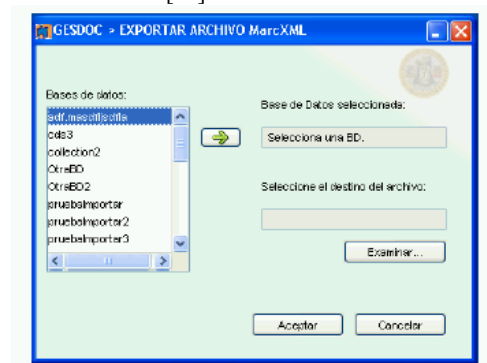 GESDOC > EXPORTAR ARCHIVO MarcXML
Bases de datos:
cds3
collection2
OtraBD
OtraBD2
pruebaImportar
pruebaImportar2
pruebaImportar3
Base de Datos seleccionada:
Selecciona una BD.
Seleccione el destino del archivo:
Examinar...
Aceptar
Cancelar